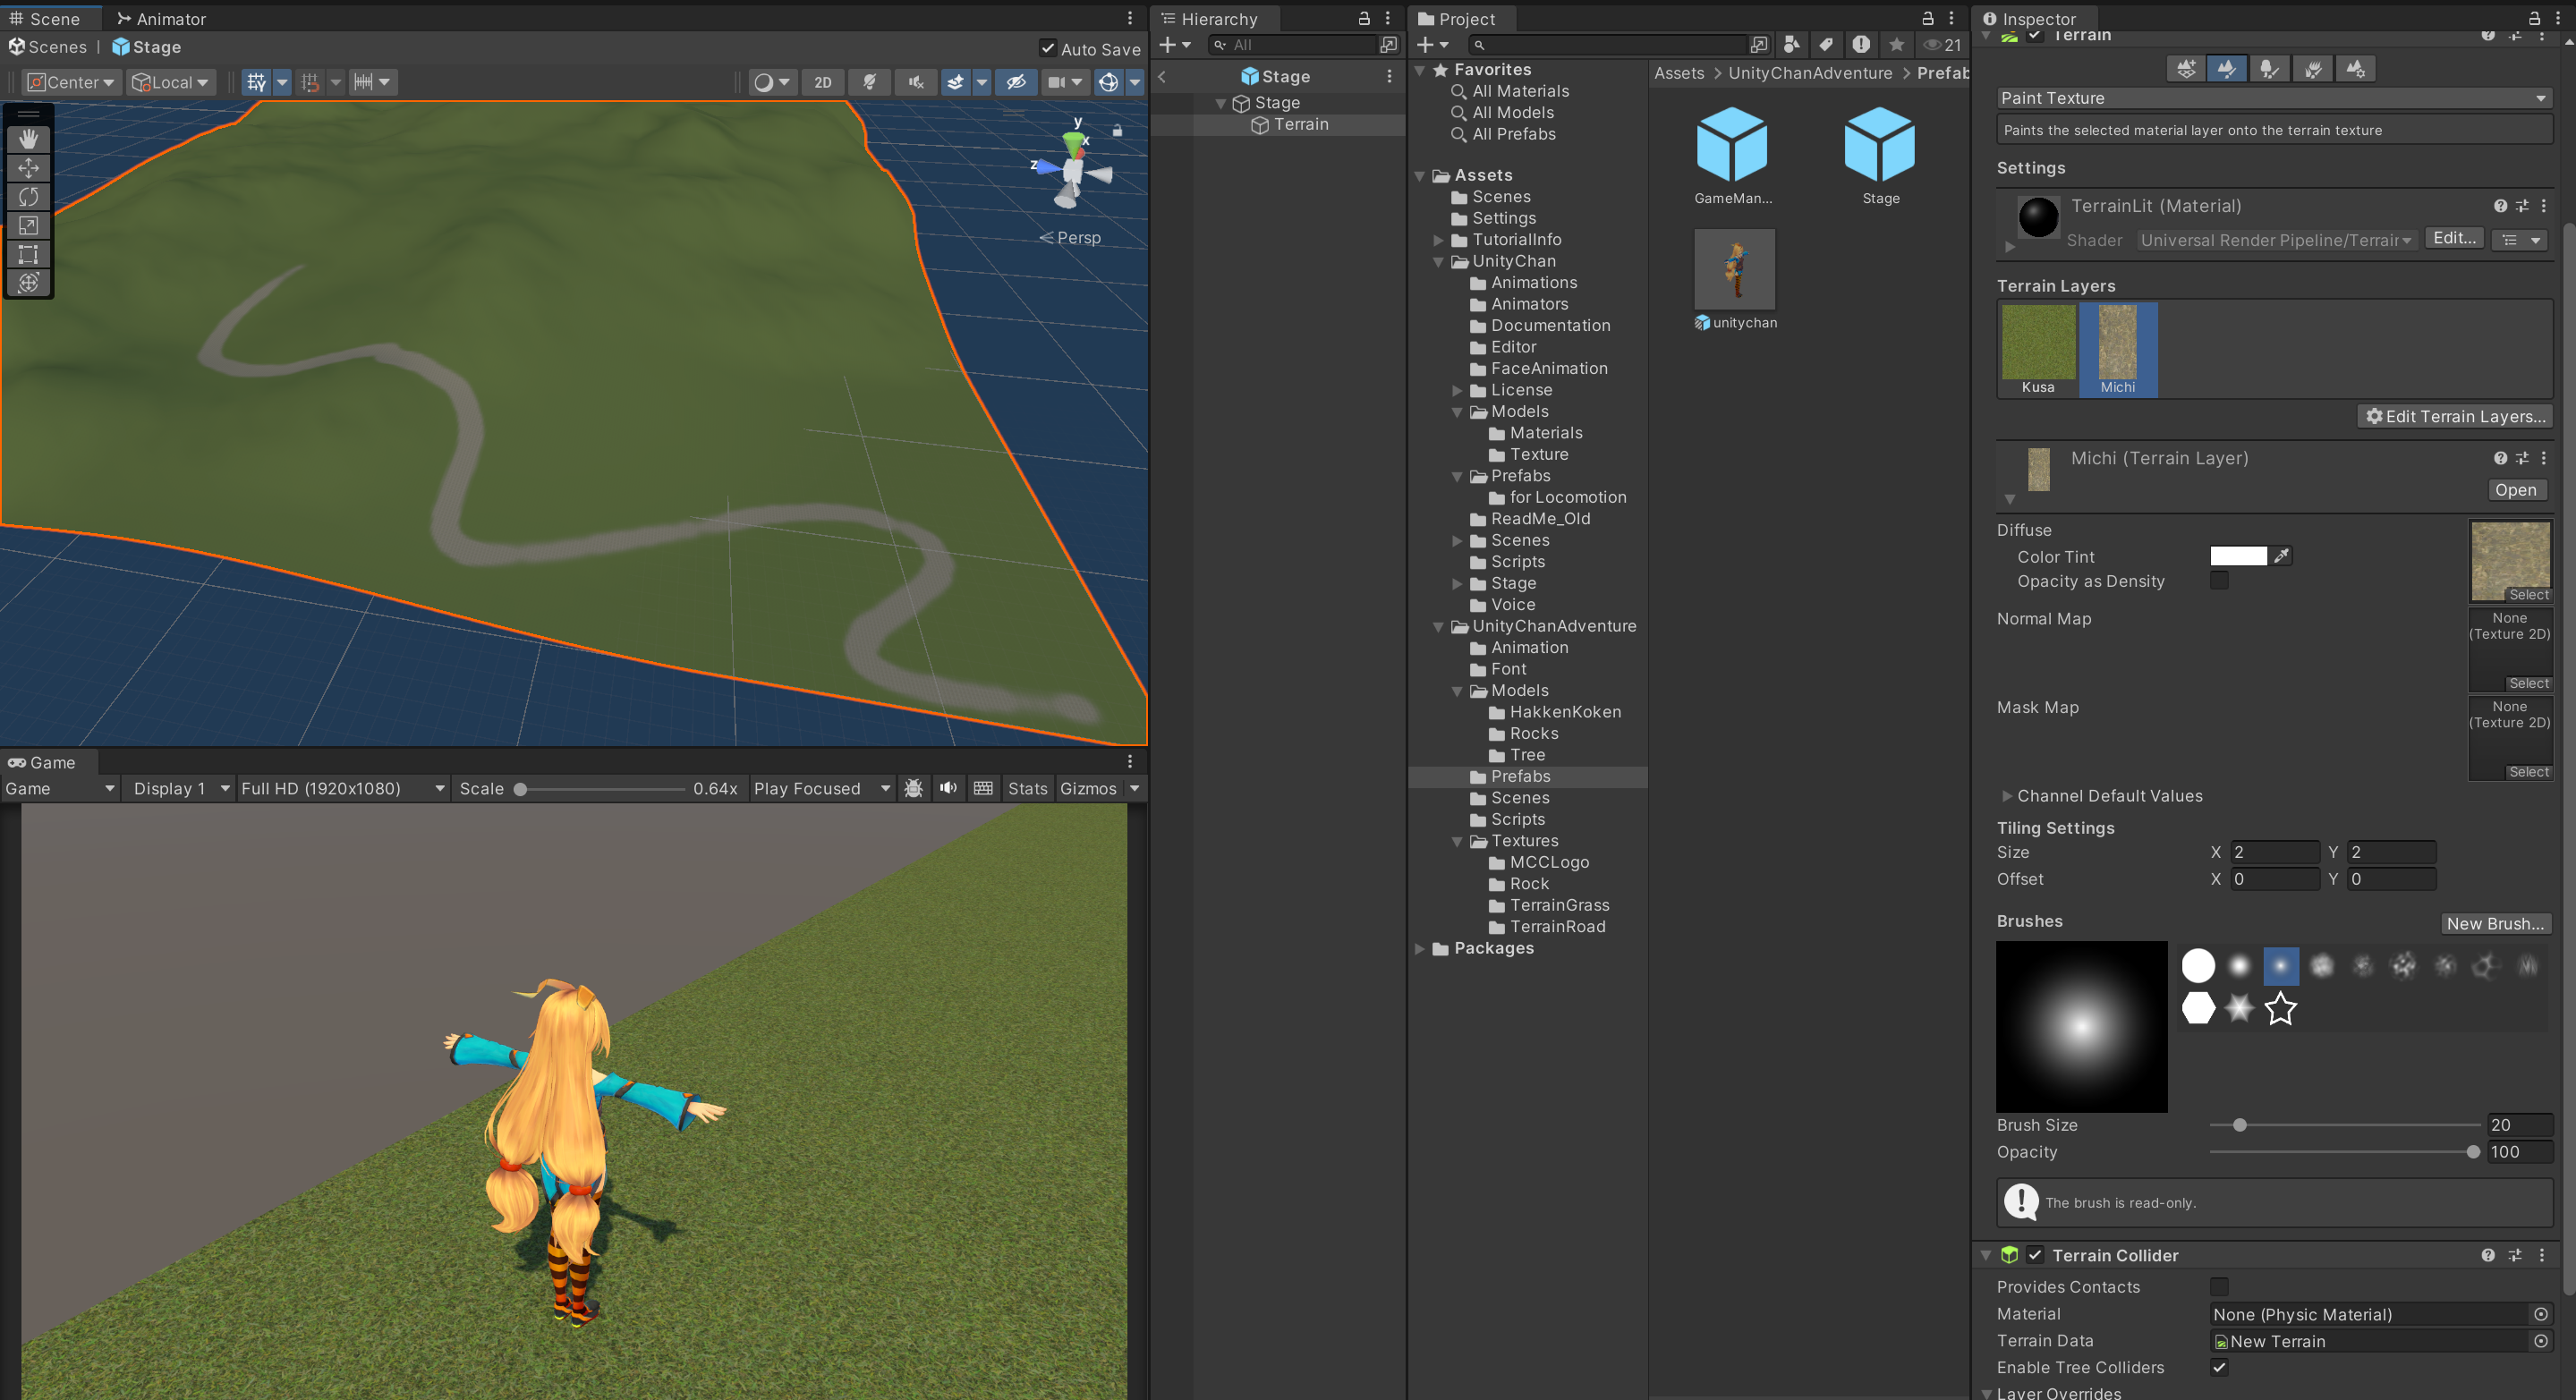 Scene
Animator
Scenes
Stage
Auto Save
Center
Local
2D
y
x
z
Persp
Game
Game
Display 1
Full HD (1920x1080)
Scale
0.64x
Play Focused
Stats
Gizmos
Hierarchy
All
Stage
Stage
Terrain
Project
21
Favorites
All Materials
All Models
All Prefabs
Assets
Scenes
Settings
TutorialInfo
UnityChan
Animations
Animators
Documentation
Editor
FaceAnimation
License
Models
Materials
Texture
Prefabs
for Locomotion
ReadMe_Old
Scenes
Scripts
Stage
Voice
UnityChanAdventure
Animation
Font
Models
HakkenKoken
Rocks
Tree
Prefabs
Scenes
Scripts
Textures
MCCLogo
Rock
TerrainGrass
TerrainRoad
Packages
Assets > UnityChanAdventure > Prefab
GameMan...
Stage
unitychan
Inspector
Terrain
Paint Texture
Paints the selected material layer onto the terrain texture
Settings
TerrainLit (Material)
Shader
Universal Render Pipeline/Terrain
Edit...
Terrain Layers
Kusa
Michi
Edit Terrain Layers...
Michi (Terrain Layer)
Open
Diffuse
Color Tint
Opacity as Density
Select
Normal Map
None
(Texture 2D)
Select
Mask Map
None
(Texture 2D)
Select
Channel Default Values
Tiling Settings
Size X 2 Y 2
Offset X 0 Y 0
Brushes
New Brush...
Brush Size 20
Opacity 100
The brush is read-only.
Terrain Collider
Provides Contacts
Material None (Physic Material)
Terrain Data New Terrain
Enable Tree Colliders
Layer Overrides